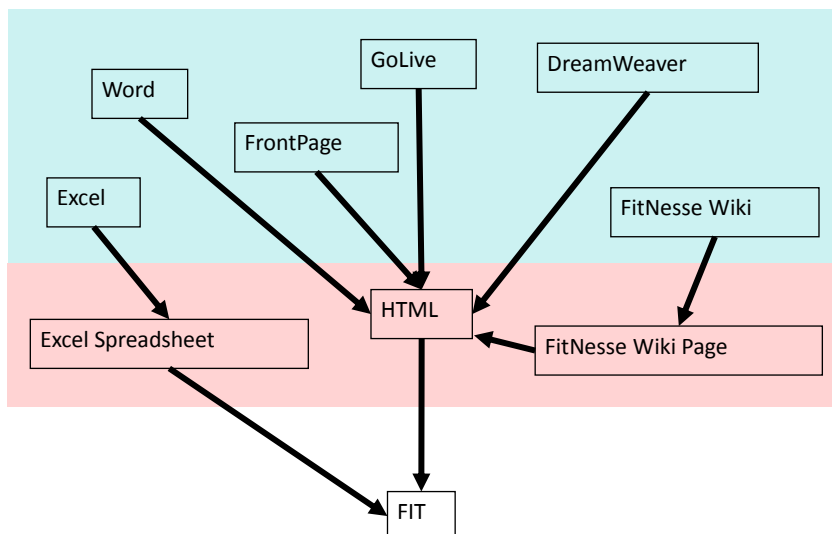 GoLive
DreamWeaver
Word
FrontPage
Excel
FitNesse Wiki
HTML
Excel Spreadsheet
FitNesse Wiki Page
FIT